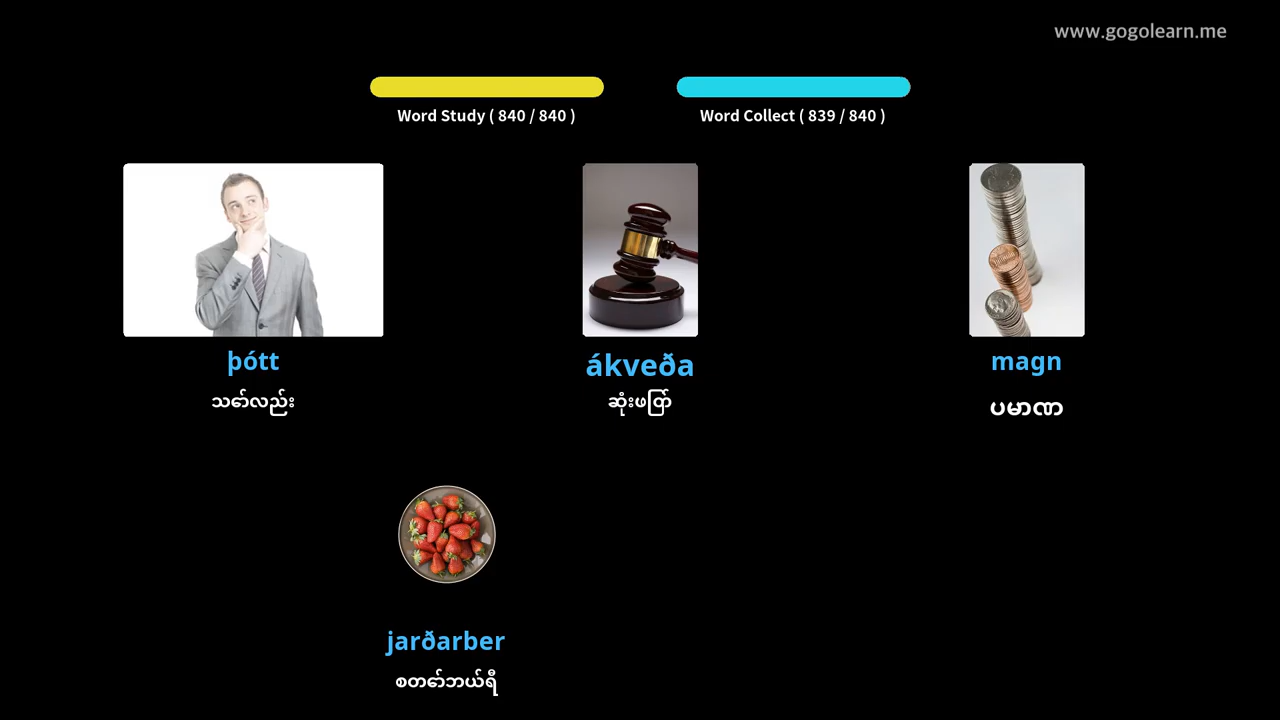 www.gogolearn.me
Word Study ( 840 / 840 )
Word Collect ( 839 / 840 )
þótt
ákveða
magn
သော်လည်း
ဆုံးဖြတ်
ပမာဏ
jarðarber
စတော်ဘယ်ရီ